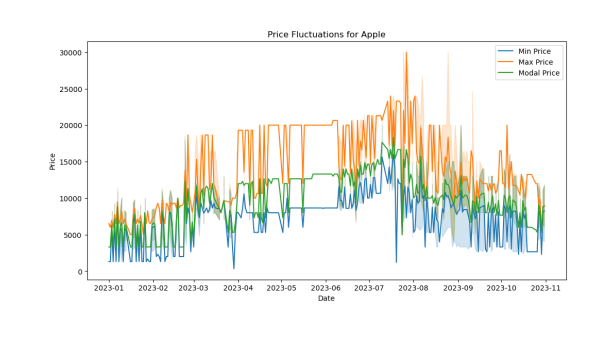 Price Fluctuations for Apple
Min Price
Max Price
Modal Price
Price
30000
25000
20000
15000
10000
5000
0
2023-01 2023-02 2023-03 2023-04 2023-05 2023-06 2023-07 2023-08 2023-09 2023-10 2023-11
Date